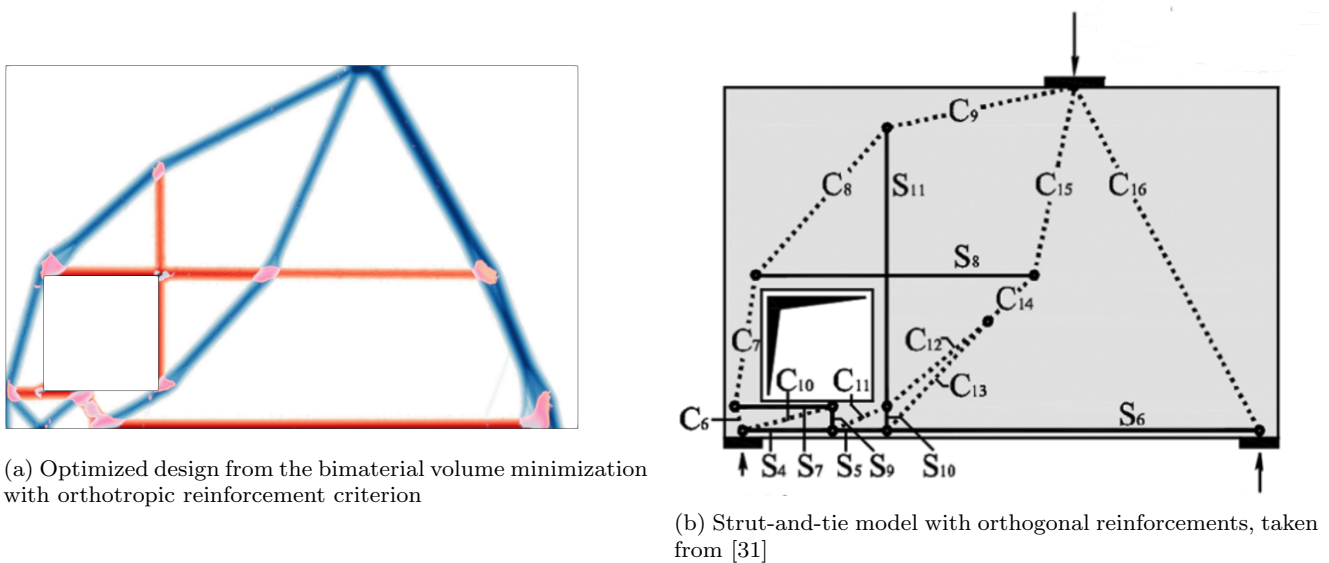 C₉
C₈
S₁₁
C₁₅
C₁₆
S₈
C₁₄
C₇
C₁₂
C₁₃
C₁₀
C₁₁
C₆
S₆
S₄
S₇
S₅
S₉
S₁₀
(a) Optimized design from the bimaterial volume minimization
with orthotropic reinforcement criterion
(b) Strut-and-tie model with orthogonal reinforcements, taken
from [31]